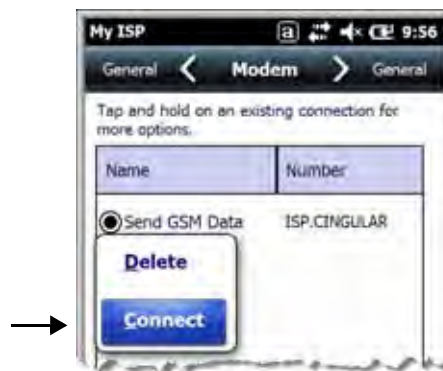 My ISP a 9:56
General Modem General
Tap and hold on an existing connection for
more options.
Name Number
Send GSM Data ISP.CINGULAR
Delete
Connect